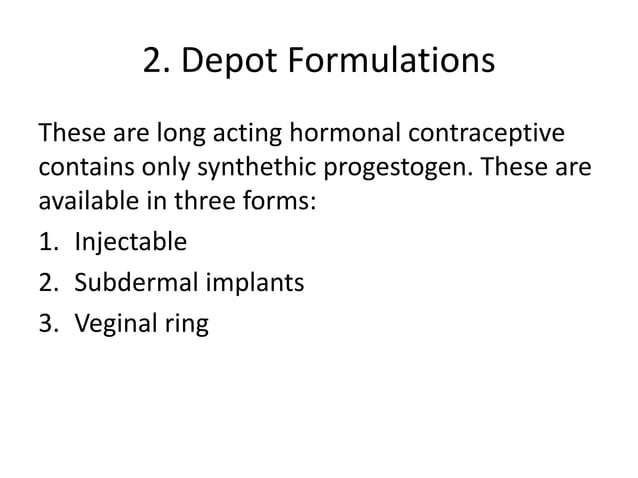 2. Depot Formulations
These are long acting hormonal contraceptive
contains only synthethic progestogen. These are
available in three forms:
1. Injectable
2. Subdermal implants
3. Veginal ring